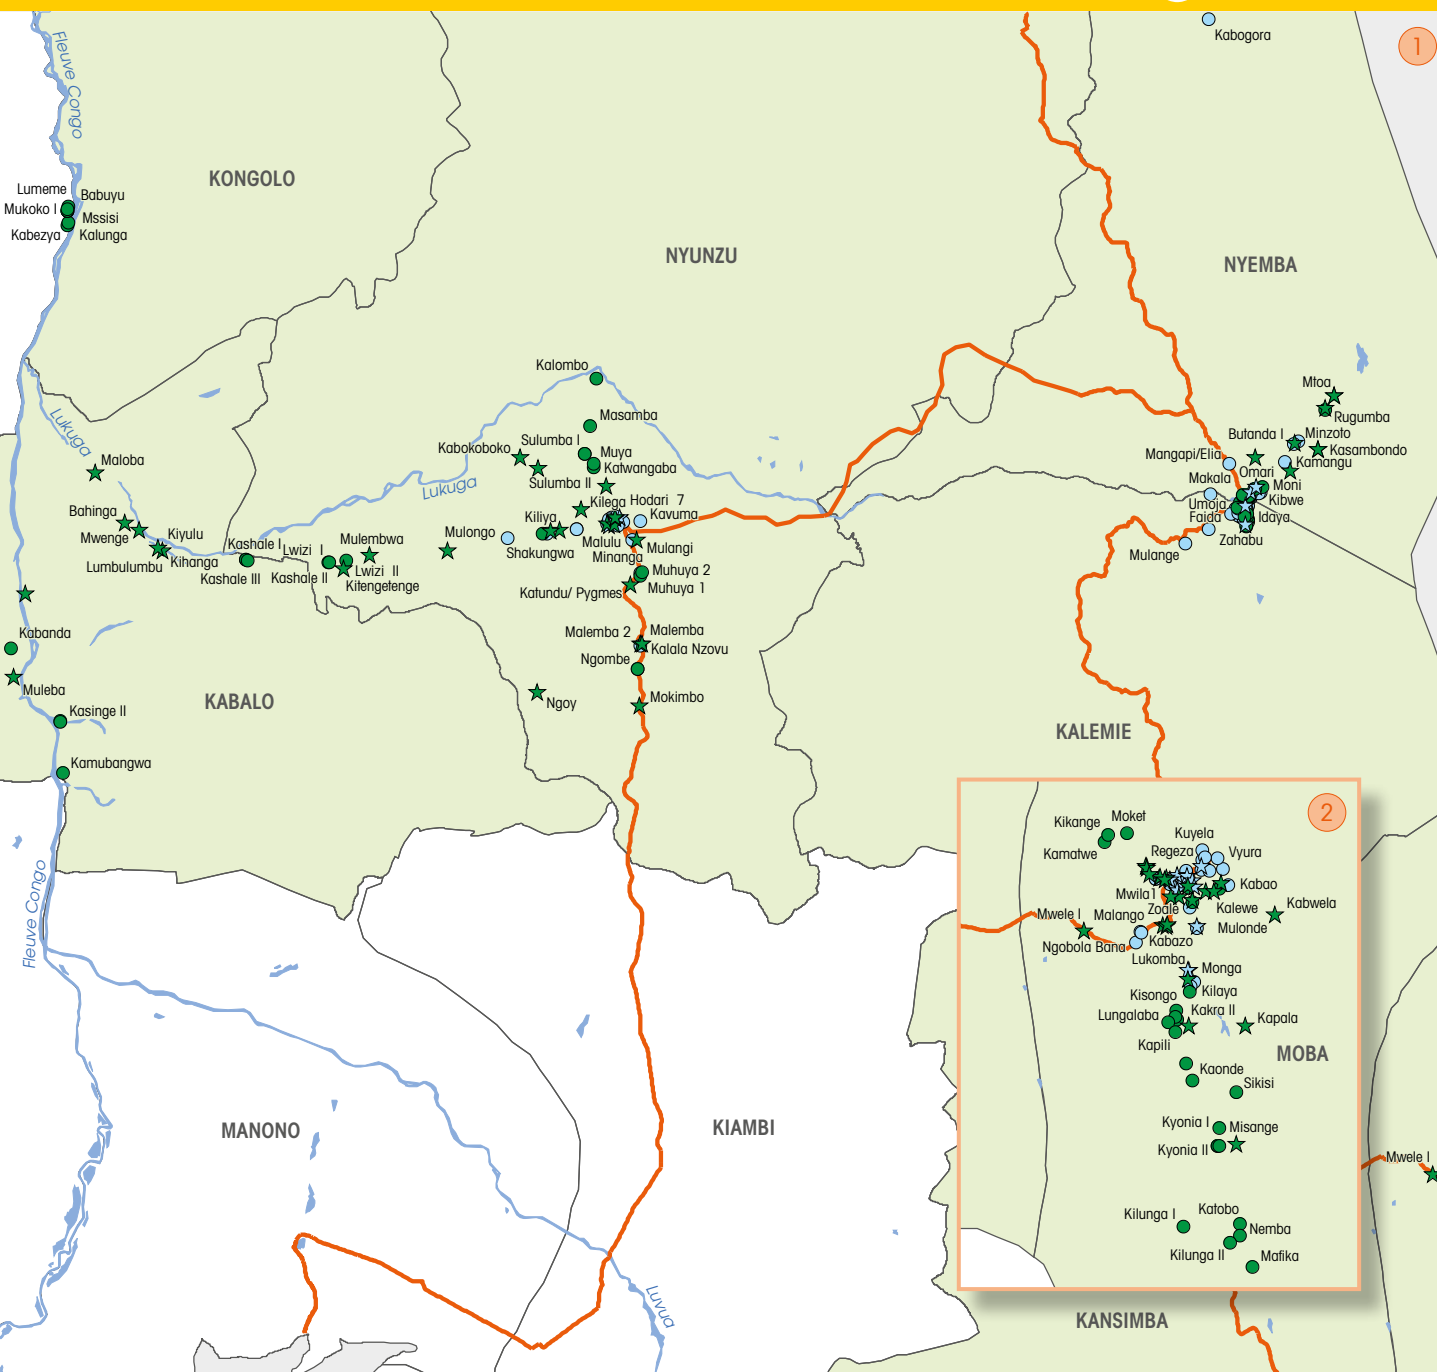 Kabogora
1
Fleuve Congo
KONGOLO
Lumeme
Babuyu
Mukoko I
Mssisi
Kabezya
Kalunga
NYUNZU
NYEMBA
Kalombo
Mtoa
Rugumba
Masamba
Lukuga
Sulumba I
Kabokoboko
Muya
Katwangaba
Sulumba II
Butanda I
Minzoto
Kasambondo
Mangapi/Elia
Kamangu
Maloba
Lukuga
Omari
Makala
Moni
Kibwe
Umoja
Faida
Idaya
Zahabu
Mulange
Kilega
Hodari 7
Kavuma
Kiliya
Bahinga
Mwenge
Kiyulu
Lumbulumbu
Kihanga
Kashale I
Kashale III
Lwizi I
Kashale II
Mulembwa
Lwizi II
Kitengetenge
Mulongo
Shakungwa
Malulu
Minanga
Mulangi
Muhuya 2
Katundu/ Pygmes
Muhuya 1
Malemba 2
Malemba
Kalala Nzovu
Ngombe
Kabanda
Muleba
KABALO
Ngoy
Mokimbo
Kasinge II
KALEMIE
Kamubangwa
2
Kikange
Moket
Kamatwe
Kuyela
Regeza
Vyura
Mwila1
Kabao
Kabwela
Mwele I
Malango
Zoale
Kalewe
Mulonde
Ngobola Bana
Kabazo
Lukomba
Monga
Kisongo
Kilaya
Lungalaba
Kakra II
Kapala
Kapili
MOBA
Kaonde
Sikisi
Kyonia I
Misange
Kyonia II
Kilunga I
Katobo
Nemba
Kilunga II
Mafika
Fleuve Congo
MANONO
KIAMBI
Mwele I
Luvua
KANSIMBA